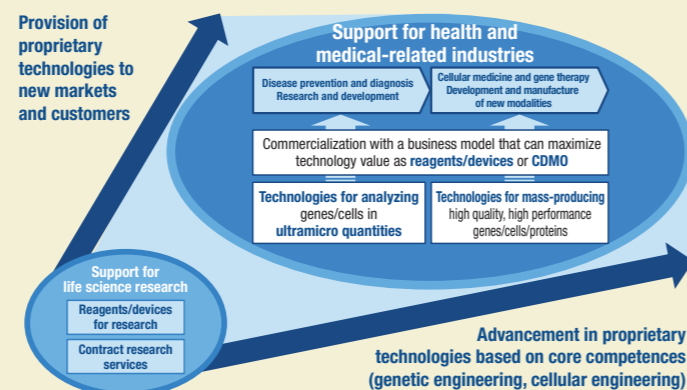 Provision of
proprietary
technologies to
new markets
and customers
Support for health and
medical-related industries
Disease prevention and diagnosis
Research and development
Cellular medicine and gene therapy
Development and manufacture
of new modalities
Commercialization with a business model that can maximize
technology value as reagents/devices or CDMO
Technologies for analyzing
genes/cells in
ultramicro quantities
Technologies for mass-producing
high quality, high performance
genes/cells/proteins
Support for
life science research
Reagents/devices
for research
Contract research
services
Advancement in proprietary
technologies based on core competences
(genetic engineering, cellular engineering)